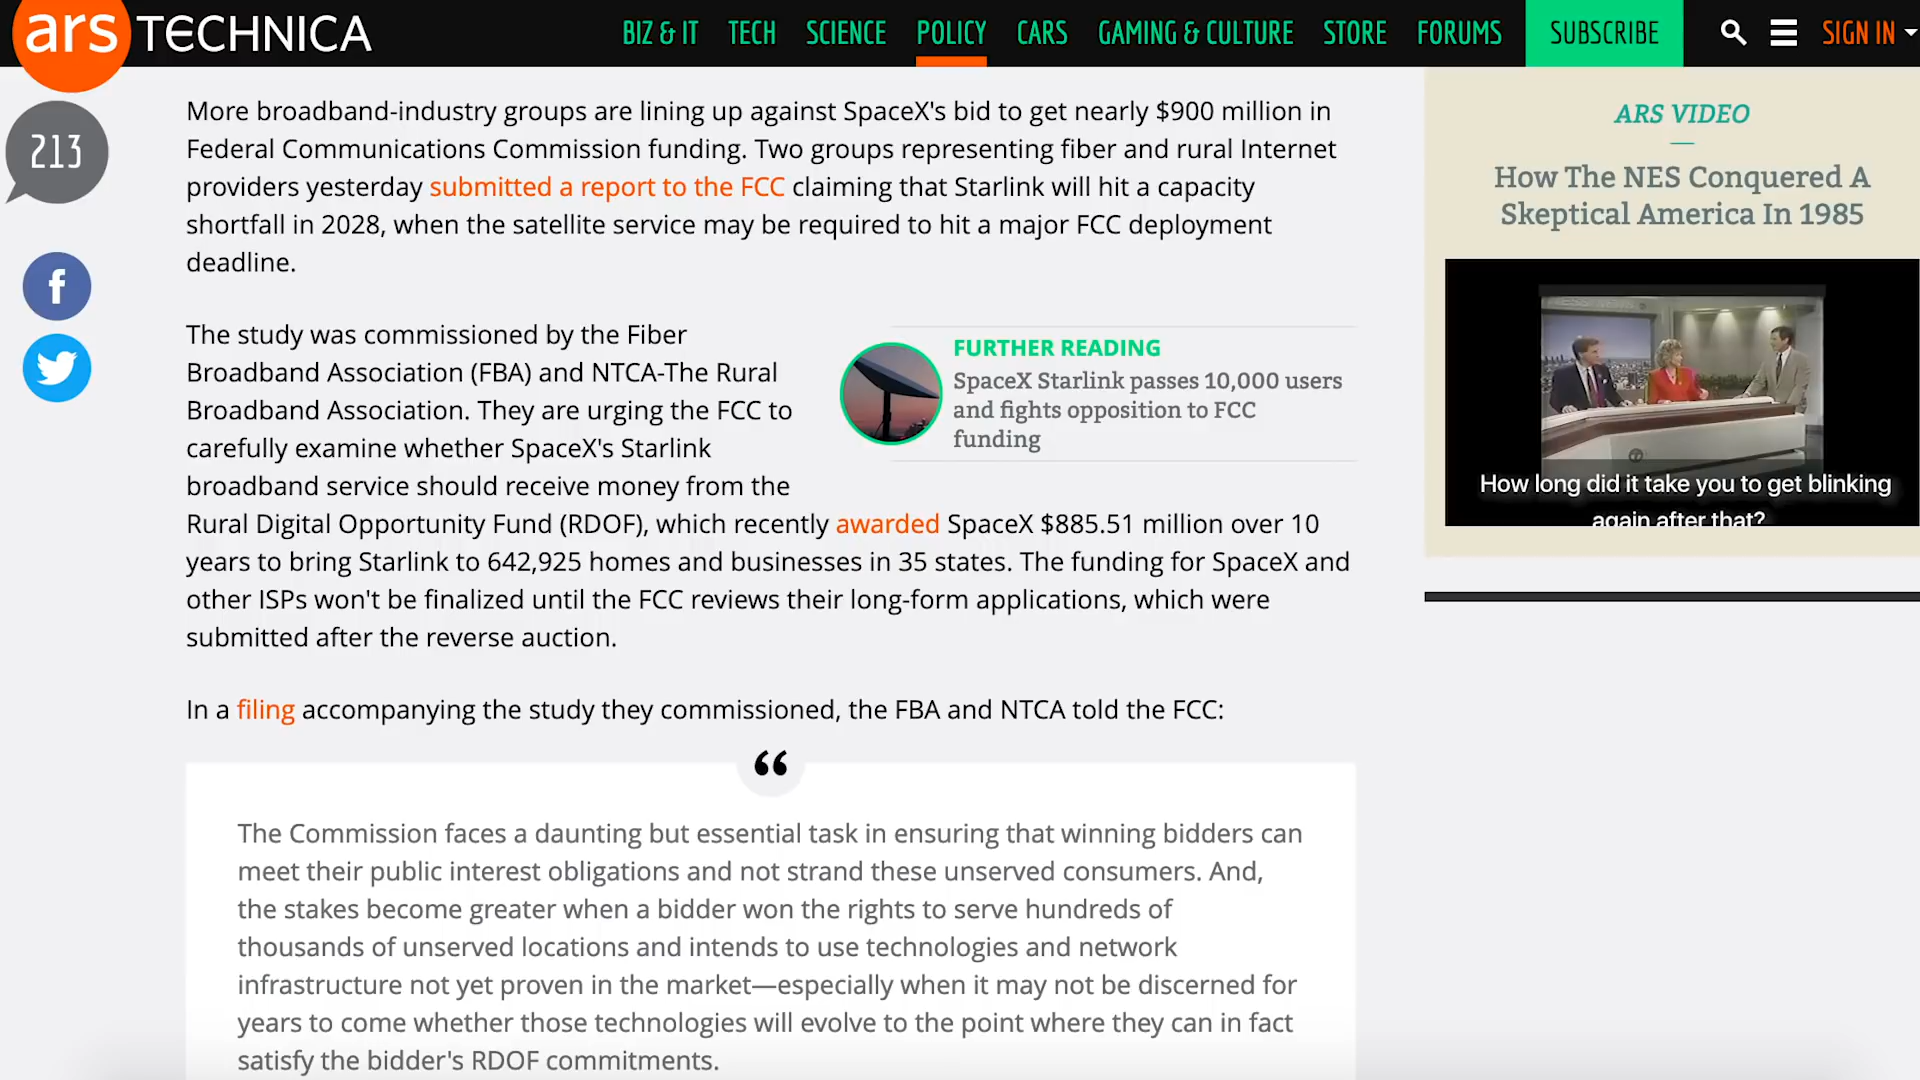 ars TECHNICA
BIZ & IT TECH SCIENCE POLICY CARS GAMING & CULTURE STORE FORUMS SUBSCRIBE SIGN IN
213
More broadband-industry groups are lining up against SpaceX's bid to get nearly $900 million in
Federal Communications Commission funding. Two groups representing fiber and rural Internet
providers yesterday submitted a report to the FCC claiming that Starlink will hit a capacity
shortfall in 2028, when the satellite service may be required to hit a major FCC deployment
deadline.
The study was commissioned by the Fiber
Broadband Association (FBA) and NTCA-The Rural
Broadband Association. They are urging the FCC to
carefully examine whether SpaceX's Starlink
broadband service should receive money from the
Rural Digital Opportunity Fund (RDOF), which recently awarded SpaceX $885.51 million over 10
years to bring Starlink to 642,925 homes and businesses in 35 states. The funding for SpaceX and
other ISPs won't be finalized until the FCC reviews their long-form applications, which were
submitted after the reverse auction.
FURTHER READING
SpaceX Starlink passes 10,000 users
and fights opposition to FCC
funding
In a filing accompanying the study they commissioned, the FBA and NTCA told the FCC:
“
The Commission faces a daunting but essential task in ensuring that winning bidders can
meet their public interest obligations and not strand these unserved consumers. And,
the stakes become greater when a bidder won the rights to serve hundreds of
thousands of unserved locations and intends to use technologies and network
infrastructure not yet proven in the market—especially when it may not be discerned for
years to come whether those technologies will evolve to the point where they can in fact
satisfy the bidder's RDOF commitments.
ARS VIDEO
How The NES Conquered A
Skeptical America In 1985
How long did it take you to get blinking
again after that?